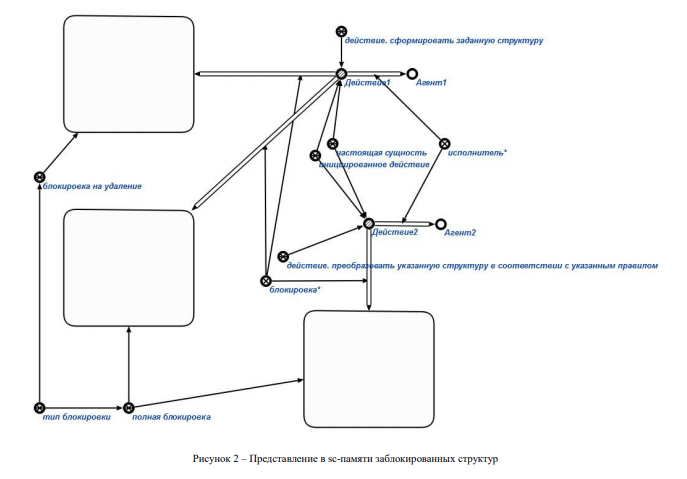 действие. сформировать заданную структуру
Действие1
Агент1
настоящая сущность
исполнитель*
инициированное действие
блокировка на удаление
Действие2
Агент2
действие. преобразовать указанную структуру в соответствии с указанным правилом
блокировка*
тип блокировки
полная блокировка
Рисунок 2 – Представление в sc-памяти заблокированных структур